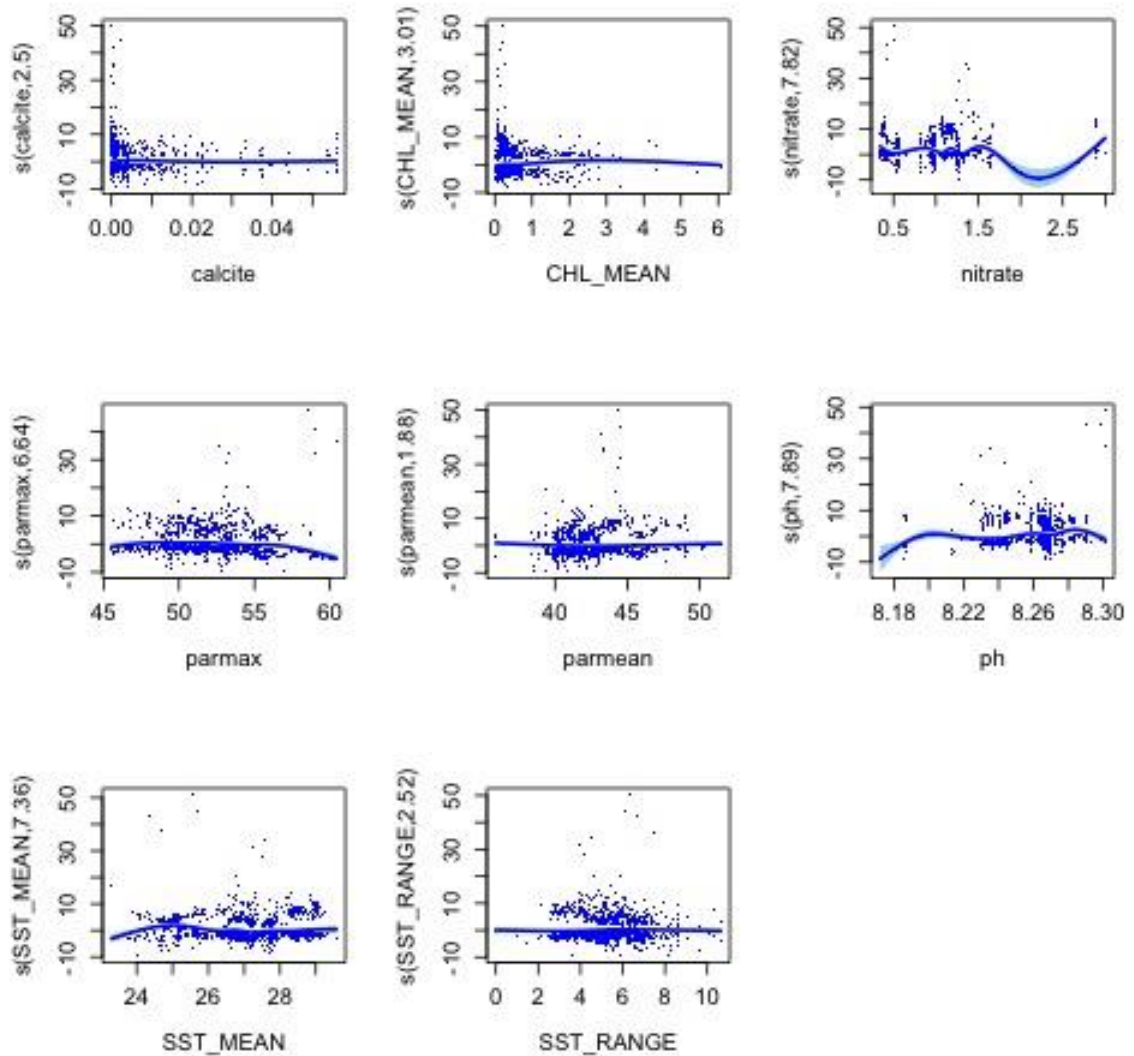 s(calcite,2.5)
50
30
10
-10
0.00 0.02 0.04
calcite
s(CHL_MEAN,3.01)
50
30
10
-10
0 1 2 3 4 5 6
CHL_MEAN
s(nitrate,7.82)
50
30
10
-10
0.5 1.5 2.5
nitrate
s(parmax,6.64)
30
10
-10
45 50 55 60
parmax
s(parmean,1.88)
50
30
10
-10
40 45 50
parmean
s(ph,7.89)
50
30
10
-10
8.18 8.22 8.26 8.30
ph
s(SST_MEAN,7.36)
50
30
10
-10
24 26 28
SST_MEAN
s(SST_RANGE,2.52)
50
30
10
-10
0 2 4 6 8 10
SST_RANGE